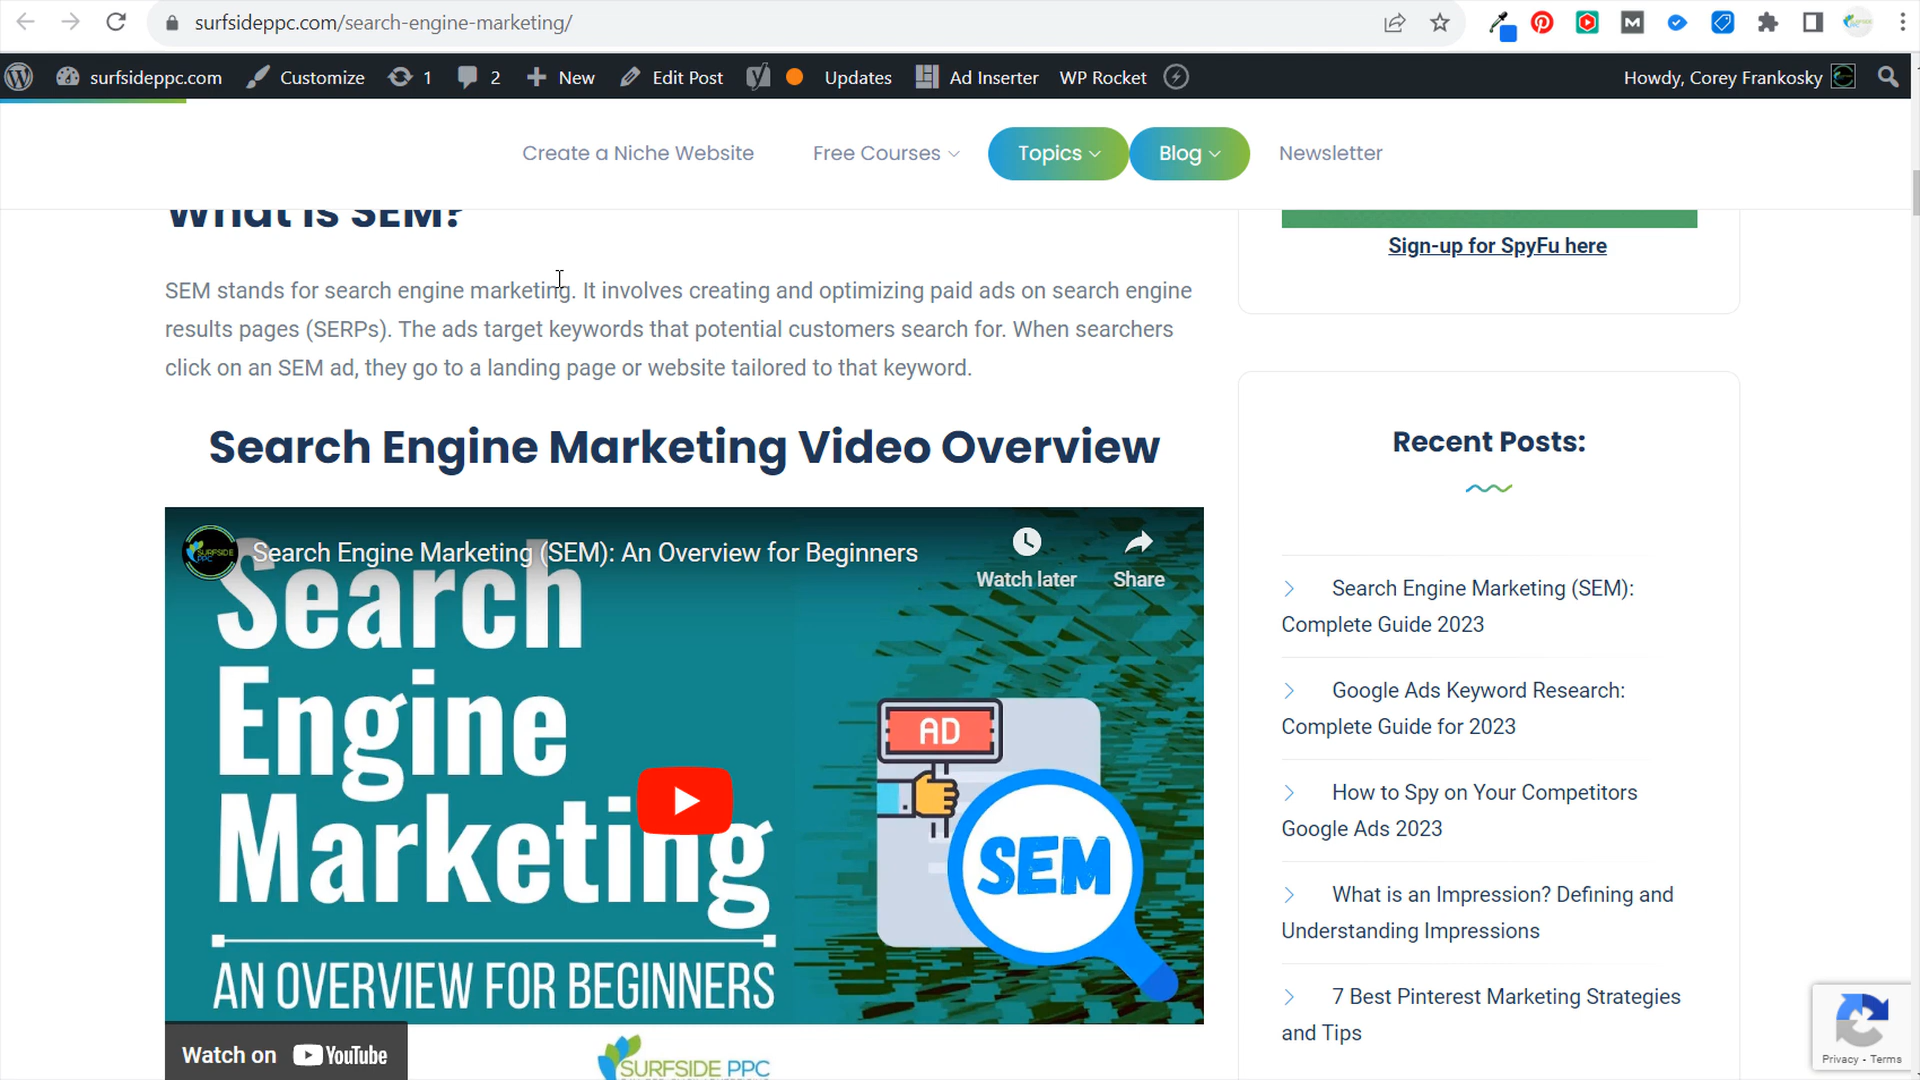 surfsideppc.com/search-engine-marketing/
surfsideppc.com
Customize
1
2
New
Edit Post
Updates
Ad Inserter
WP Rocket
Howdy, Corey Frankosky
Create a Niche Website
Free Courses
Topics
Blog
Newsletter
What is SEM?
SEM stands for search engine marketing. It involves creating and optimizing paid ads on search engine
results pages (SERPs). The ads target keywords that potential customers search for. When searchers
click on an SEM ad, they go to a landing page or website tailored to that keyword.
Search Engine Marketing Video Overview
SURFSIDE
PPC
Search Engine Marketing (SEM): An Overview for Beginners
Watch later
Share
Search
Engine
Marketing
AN OVERVIEW FOR BEGINNERS
AD
SEM
Watch on YouTube
SURFSIDE PPC
Sign-up for SpyFu here
Recent Posts:
Search Engine Marketing (SEM):
Complete Guide 2023
Google Ads Keyword Research:
Complete Guide for 2023
How to Spy on Your Competitors
Google Ads 2023
What is an Impression? Defining and
Understanding Impressions
7 Best Pinterest Marketing Strategies
and Tips
Privacy - Terms